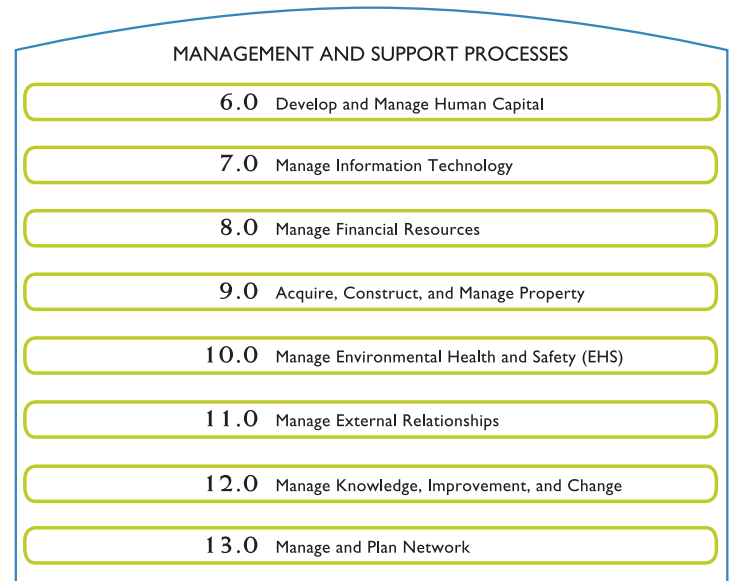 MANAGEMENT AND SUPPORT PROCESSES
6.0 Develop and Manage Human Capital
7.0 Manage Information Technology
8.0 Manage Financial Resources
9.0 Acquire, Construct, and Manage Property
10.0 Manage Environmental Health and Safety (EHS)
11.0 Manage External Relationships
12.0 Manage Knowledge, Improvement, and Change
13.0 Manage and Plan Network